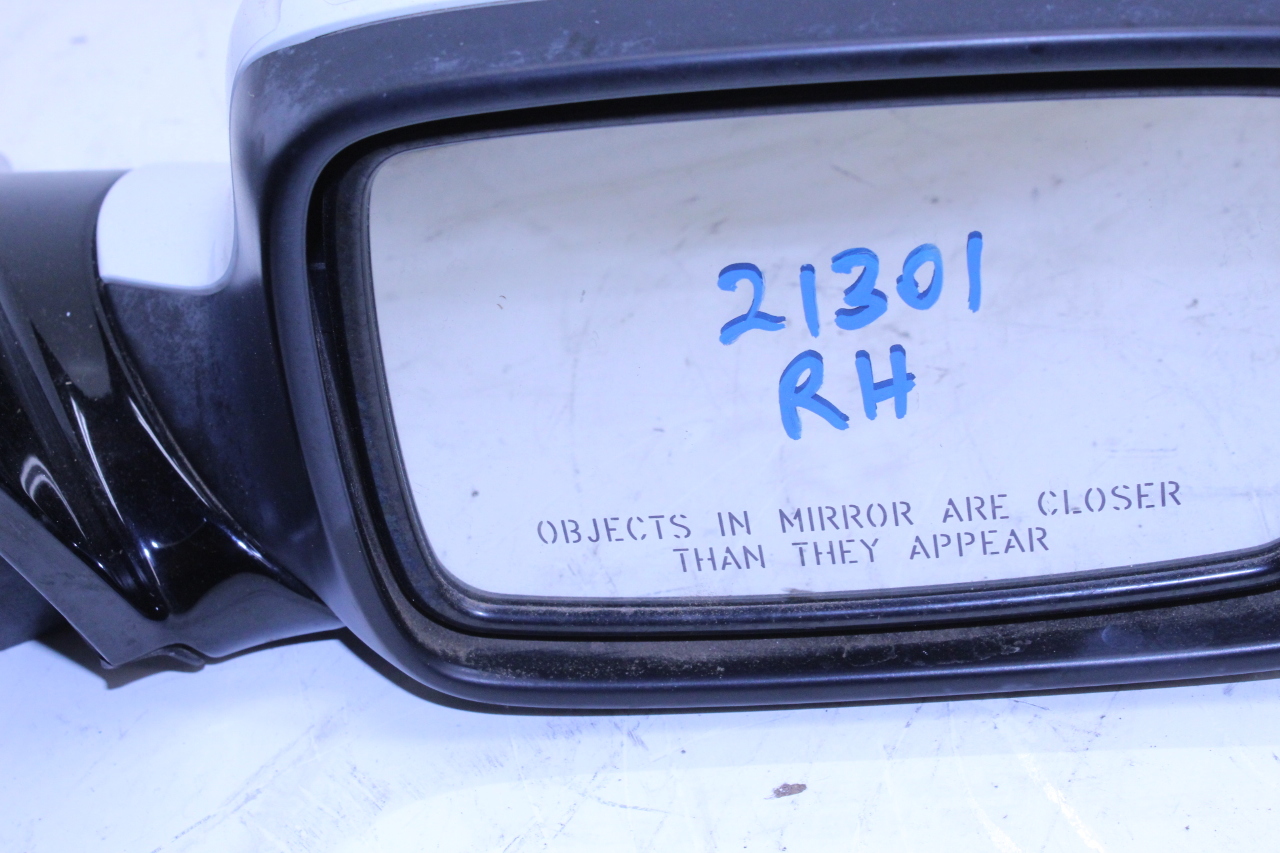 21301
RH
OBJECTS IN MIRROR ARE CLOSER
THAN THEY APPEAR